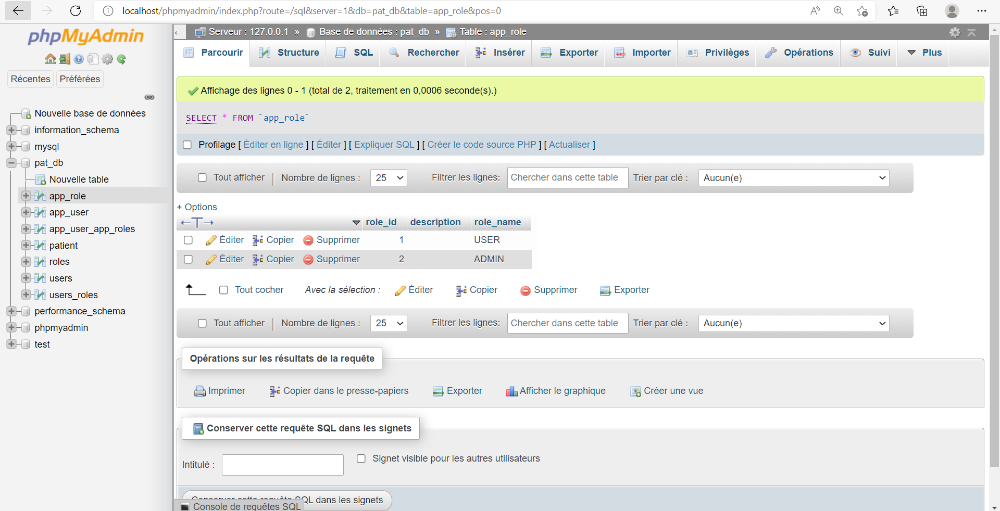 localhost/phpmyadmin/index.php?route=/sql&server=1&db=pat_db&table=app_role&pos=0
phpMyAdmin
Récentes Préférées
Nouvelle base de données
information_schema
mysql
pat_db
Nouvelle table
app_role
app_user
app_user_app_roles
patient
roles
users
users_roles
performance_schema
phpmyadmin
test
Serveur : 127.0.0.1 » Base de données : pat_db » Table : app_role
Parcourir Structure SQL Rechercher Insérer Exporter Importer Privilèges Opérations Suivi Plus
Affichage des lignes 0 - 1 (total de 2, traitement en 0,0006 seconde(s).)
SELECT * FROM `app_role`
Profilage [ Éditer en ligne ] [ Éditer ] [ Expliquer SQL ] [ Créer le code source PHP ] [ Actualiser ]
Tout afficher Nombre de lignes : 25 Filtrer les lignes: Chercher dans cette table Trier par clé : Aucun(e)
+ Options
role_id description role_name
Éditer Copier Supprimer 1 USER
Éditer Copier Supprimer 2 ADMIN
Tout cocher Avec la sélection : Éditer Copier Supprimer Exporter
Tout afficher Nombre de lignes : 25 Filtrer les lignes: Chercher dans cette table Trier par clé : Aucun(e)
Opérations sur les résultats de la requête
Imprimer Copier dans le presse-papiers Exporter Afficher le graphique Créer une vue
Conserver cette requête SQL dans les signets
Intitulé : Signet visible pour les autres utilisateurs
Conserver cette requête SQL dans les signets
Console de requêtes SQL